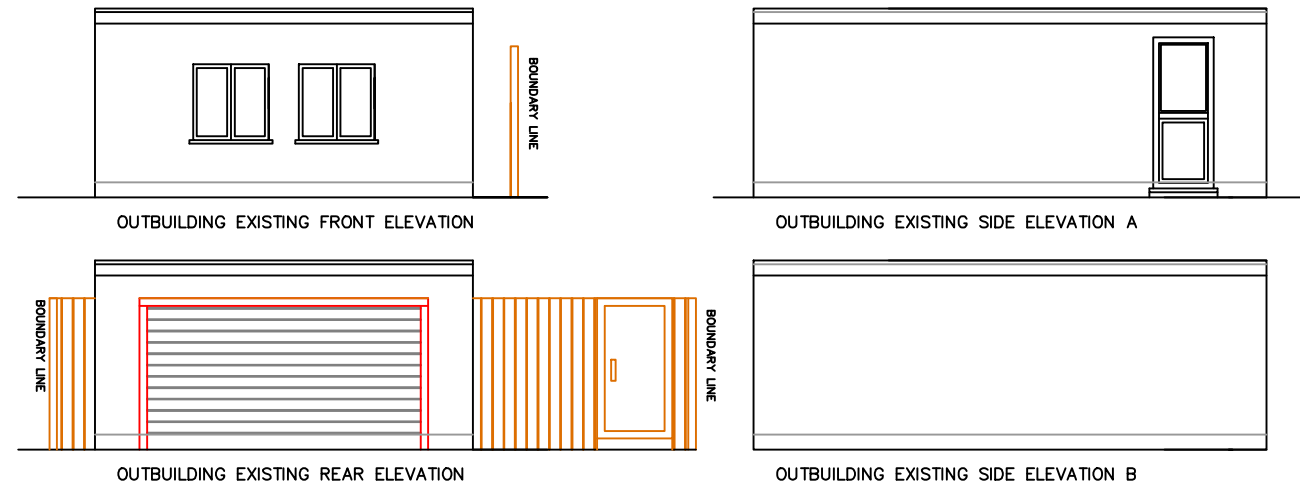 BOUNDARY LINE
OUTBUILDING EXISTING FRONT ELEVATION
OUTBUILDING EXISTING SIDE ELEVATION A
BOUNDARY LINE
BOUNDARY LINE
OUTBUILDING EXISTING REAR ELEVATION
OUTBUILDING EXISTING SIDE ELEVATION B